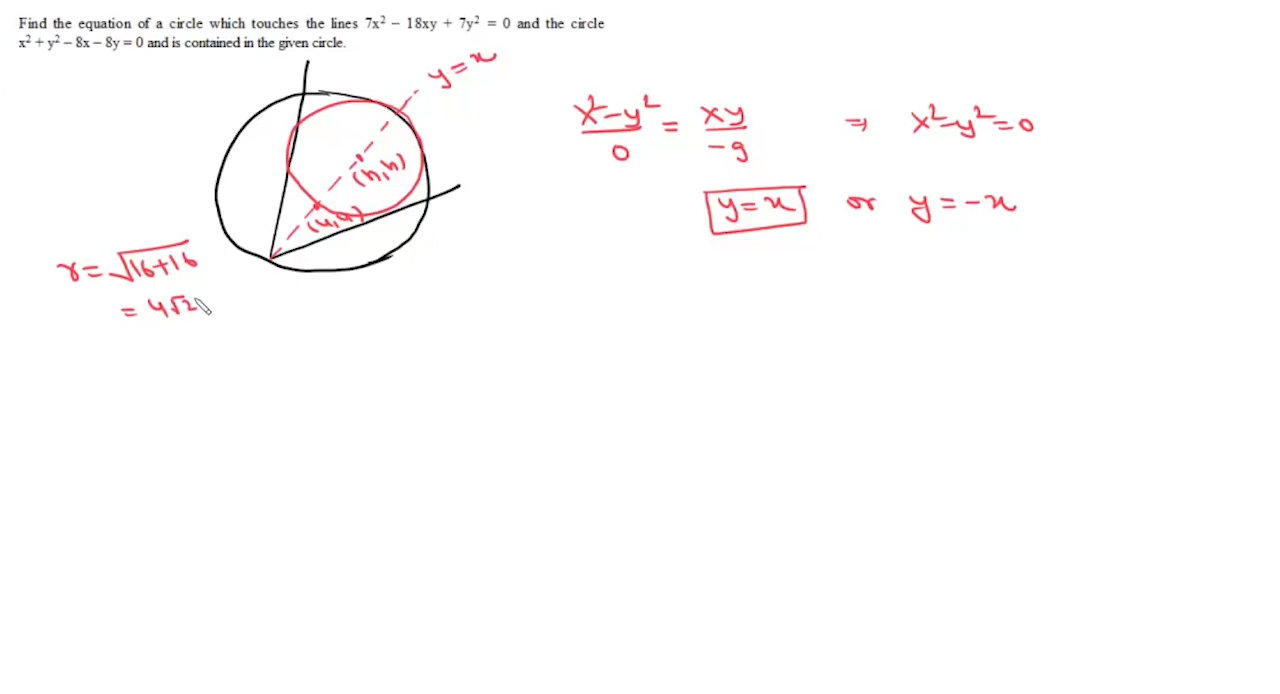 Find the equation of a circle which touches the lines 7x² − 18xy + 7y² = 0 and the circle
x² + y² – 8x – 8y = 0 and is contained in the given circle.
y = x
(h,h)
(4,4)
r = √16+16
= 4√2
x²-y²/0 = xy/-9 ⇒ x²-y²=0
y=x or y=-x